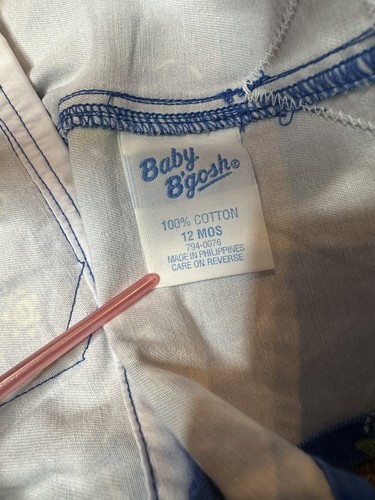 Baby
B'gosh®
100% COTTON
12 MOS
794-0076
MADE IN PHILIPPINES
CARE ON REVERSE